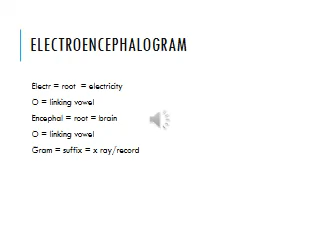 ELECTROENCEPHALOGRAM
Electr = root = electricity
O = linking vowel
Encephal = root = brain
O = linking vowel
Gram = suffix = x ray/record